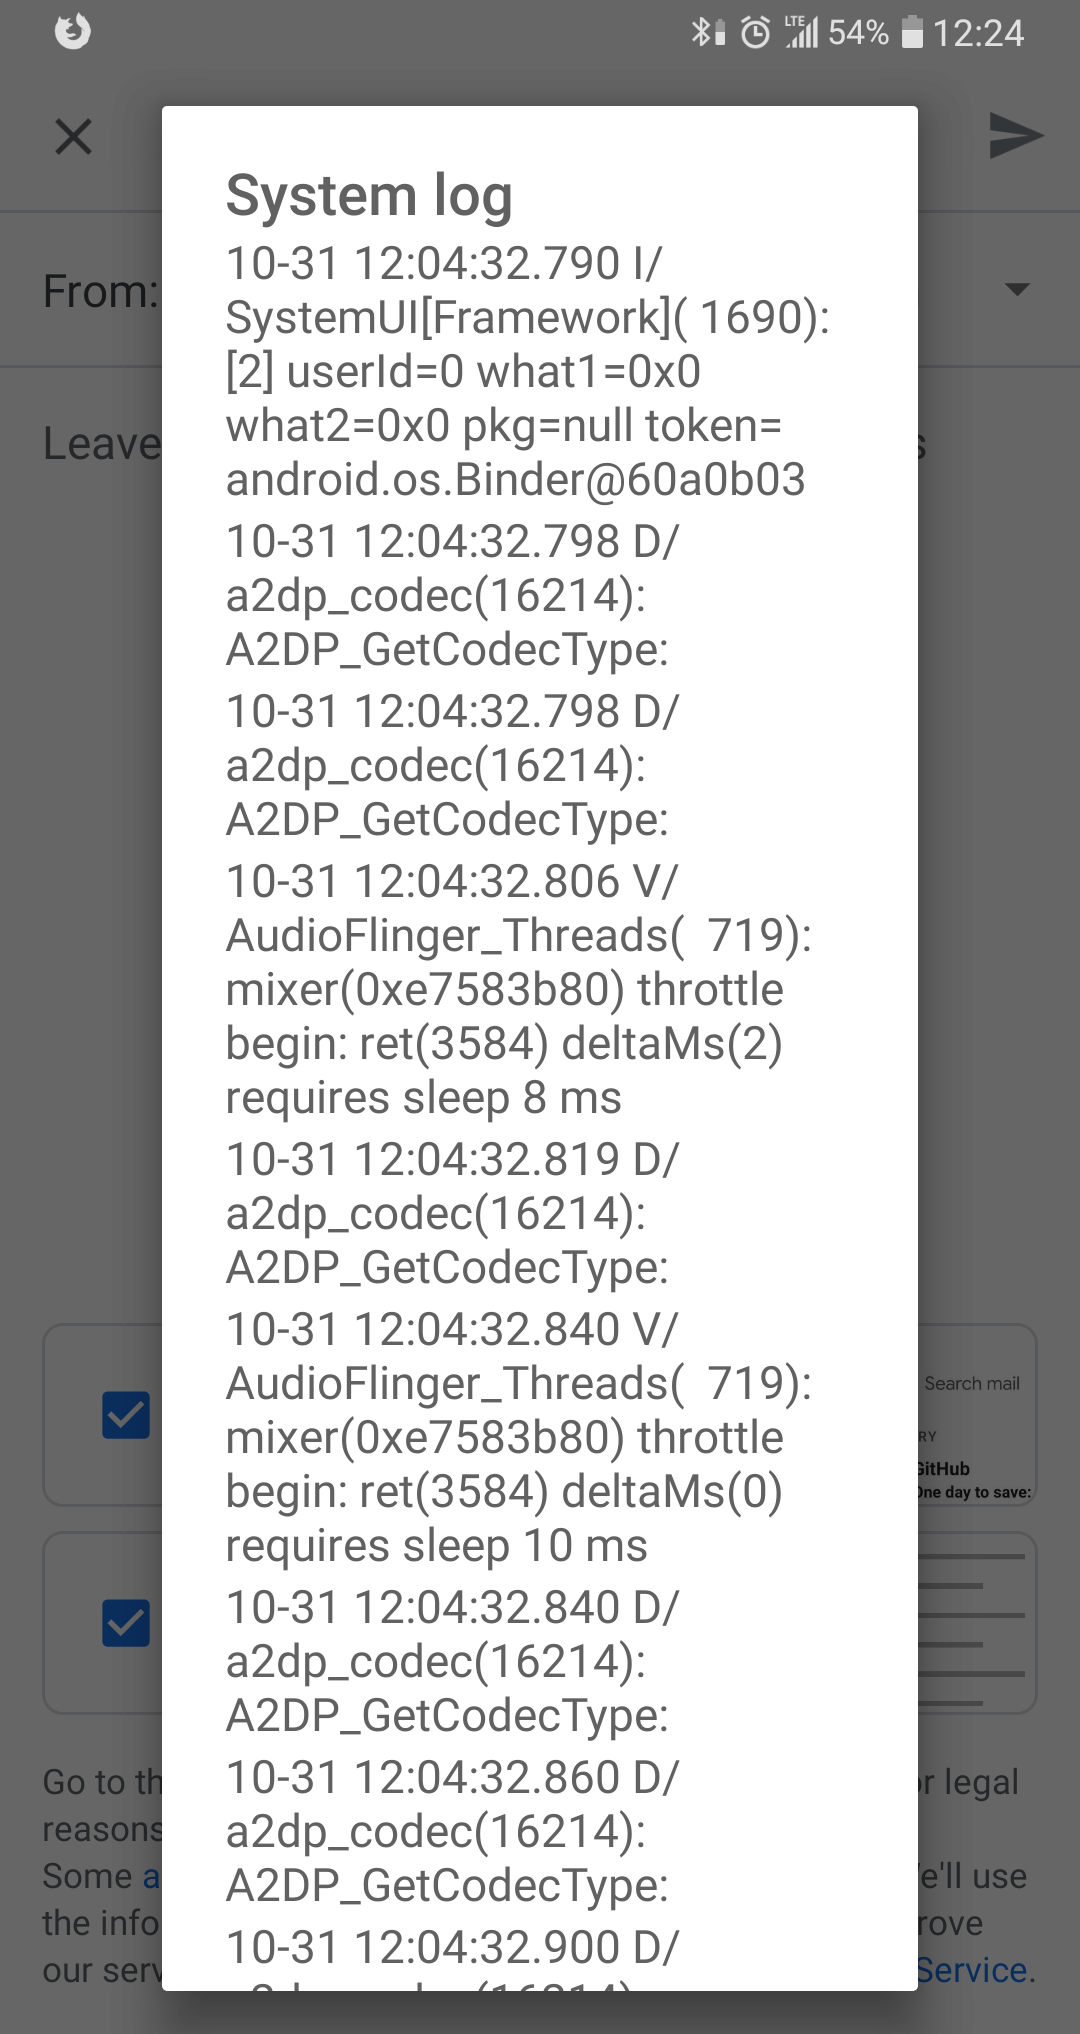 LTE 54% 12:24
System log
10-31 12:04:32.790 I/
SystemUI[Framework]( 1690):
[2] userId=0 what1=0x0
what2=0x0 pkg=null token=
android.os.Binder@60a0b03
10-31 12:04:32.798 D/
a2dp_codec(16214):
A2DP_GetCodecType:
10-31 12:04:32.798 D/
a2dp_codec(16214):
A2DP_GetCodecType:
10-31 12:04:32.806 V/
AudioFlinger_Threads(  719):
mixer(0xe7583b80) throttle
begin: ret(3584) deltaMs(2)
requires sleep 8 ms
10-31 12:04:32.819 D/
a2dp_codec(16214):
A2DP_GetCodecType:
10-31 12:04:32.840 V/
AudioFlinger_Threads(  719):
mixer(0xe7583b80) throttle
begin: ret(3584) deltaMs(0)
requires sleep 10 ms
10-31 12:04:32.840 D/
a2dp_codec(16214):
A2DP_GetCodecType:
10-31 12:04:32.860 D/
a2dp_codec(16214):
A2DP_GetCodecType:
10-31 12:04:32.900 D/
From:
Leave
Search mail
RY
GitHub
One day to save:
Go to th
r legal
reasons
Some a
e'll use
the info
rove
our serv
Service.